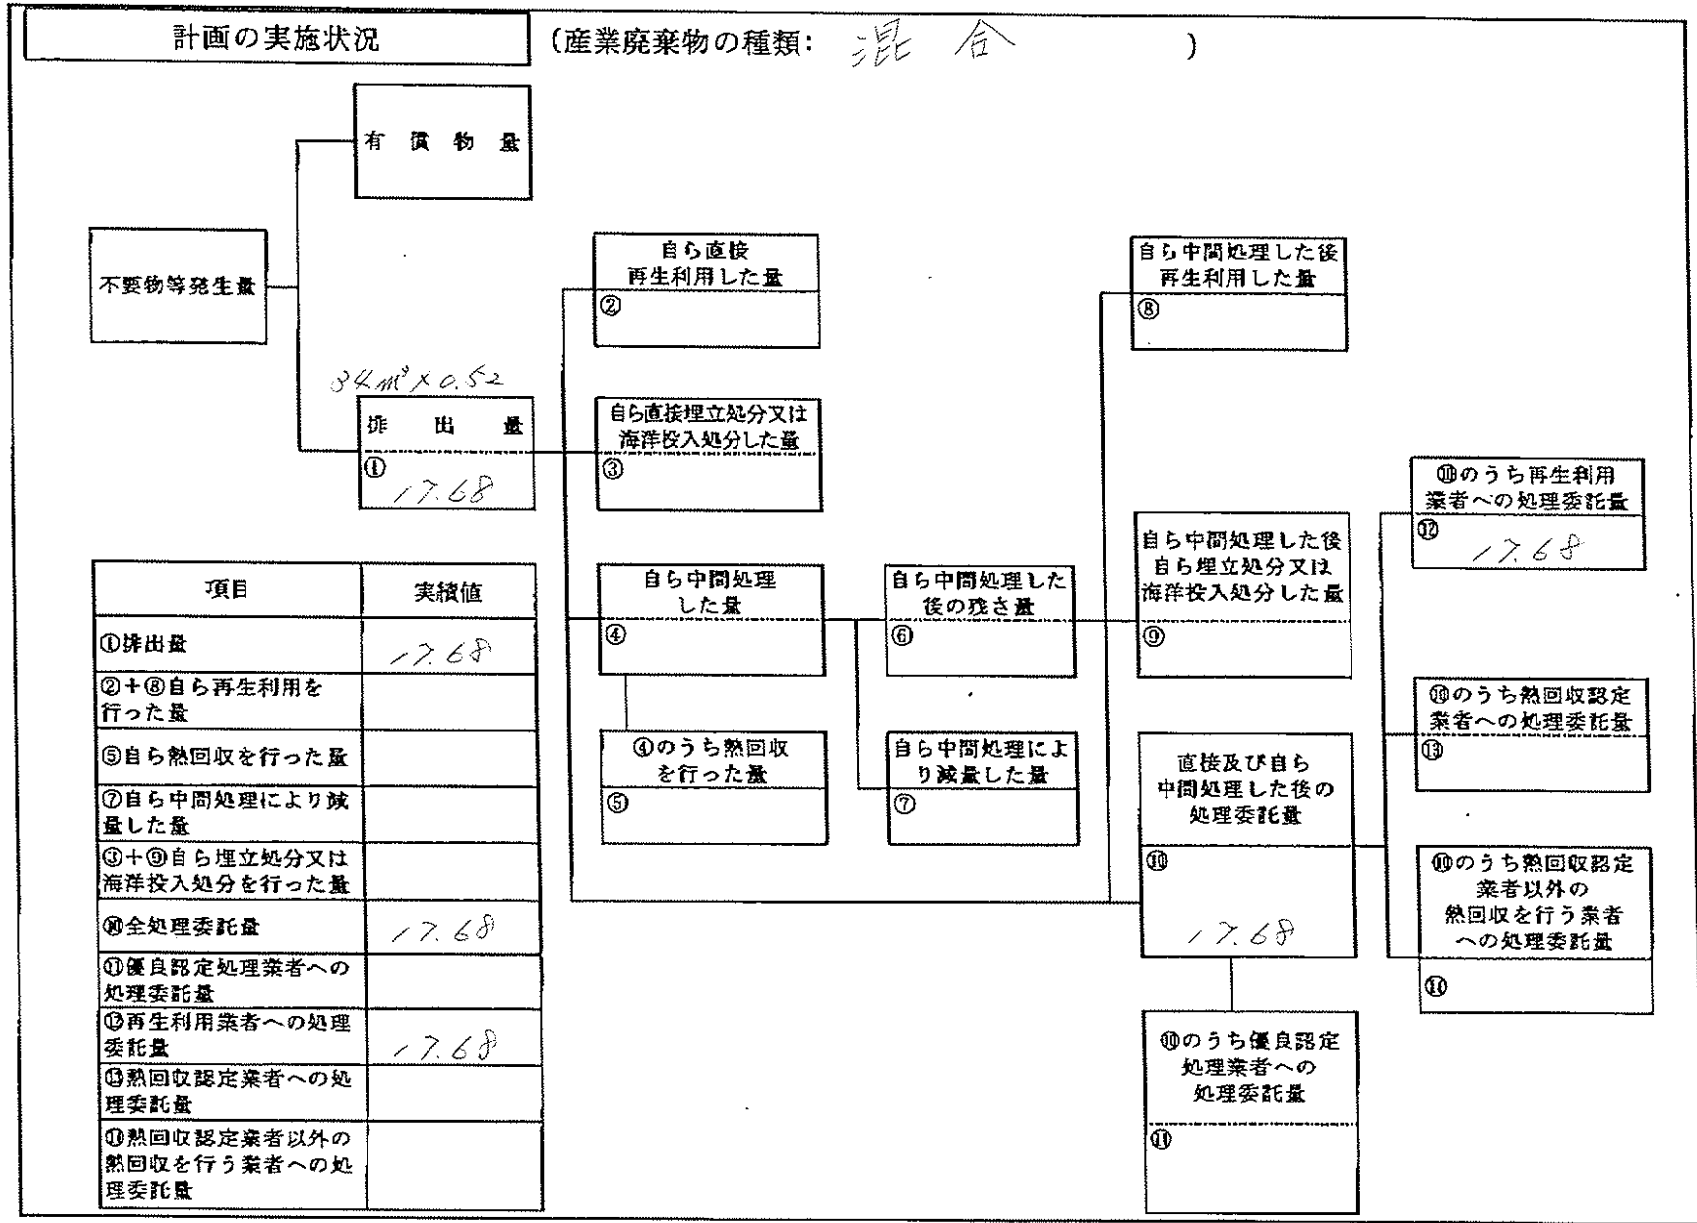 計画の実施状況
(産業廃棄物の種類: 混合 )
有償物量
不要物等発生量
34m³×0.52
排出量
①
17.68
自ら直接
再生利用した量
②
自ら直接埋立処分又は
海洋投入処分した量
③
自ら中間処理
した量
④
④のうち熱回収
を行った量
⑤
自ら中間処理した
後の残さ量
⑥
自ら中間処理によ
り減量した量
⑦
自ら中間処理した後
再生利用した量
⑧
自ら中間処理した後
自ら埋立処分又は
海洋投入処分した量
⑨
直接及び自ら
中間処理した後の
処理委託量
⑩
17.68
⑩のうち優良認定
処理業者への
処理委託量
⑪
⑩のうち再生利用
業者への処理委託量
⑫
17.68
⑩のうち熱回収認定
業者への処理委託量
⑬
⑩のうち熱回収認定
業者以外の
熱回収を行う業者
への処理委託量
⑭
項目 実績値
①排出量 17.68
②+⑧自ら再生利用を
行った量
⑤自ら熱回収を行った量
⑦自ら中間処理により減
量した量
③+⑨自ら埋立処分又は
海洋投入処分を行った量
⑩全処理委託量 17.68
⑪優良認定処理業者への
処理委託量
⑫再生利用業者への処理
委託量 17.68
⑬熱回収認定業者への処
理委託量
⑭熱回収認定業者以外の
熱回収を行う業者への処
理委託量